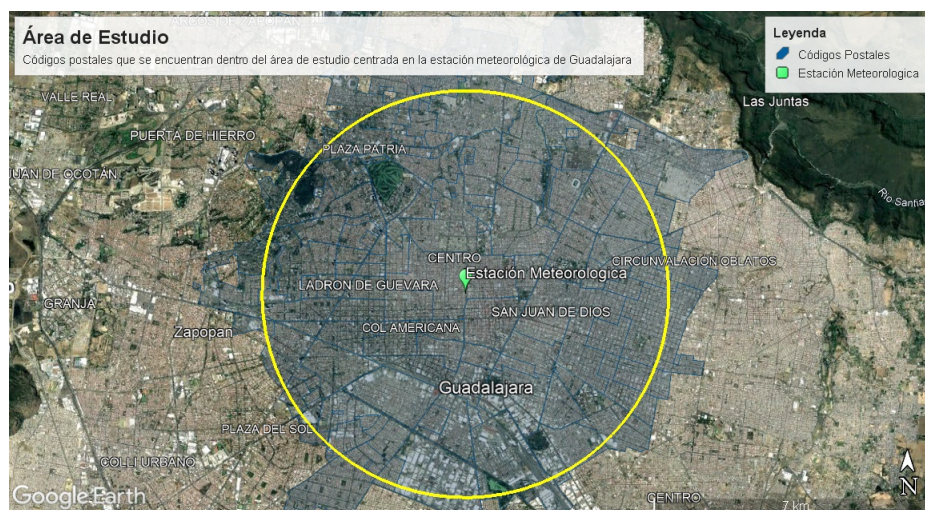 Área de Estudio
Códigos postales que se encuentran dentro del área de estudio centrada en la estación meteorológica de Guadalajara
Leyenda
Códigos Postales
Estación Meteorologica
VALLE REAL
Las Juntas
PUERTA DE HIERRO
PLAZA PATRIA
JUAN DE OCOTÁN
Río Santia
CENTRO
CIRCUNVALACIÓN OBLATOS
Estación Meteorologica
LADRON DE GUEVARA
GRANJA
SAN JUAN DE DIOS
Zapopan
COL AMERICANA
Guadalajara
PLAZA DEL SOL
COLLI URBANO
N
Google Earth
CENTRO
7 km